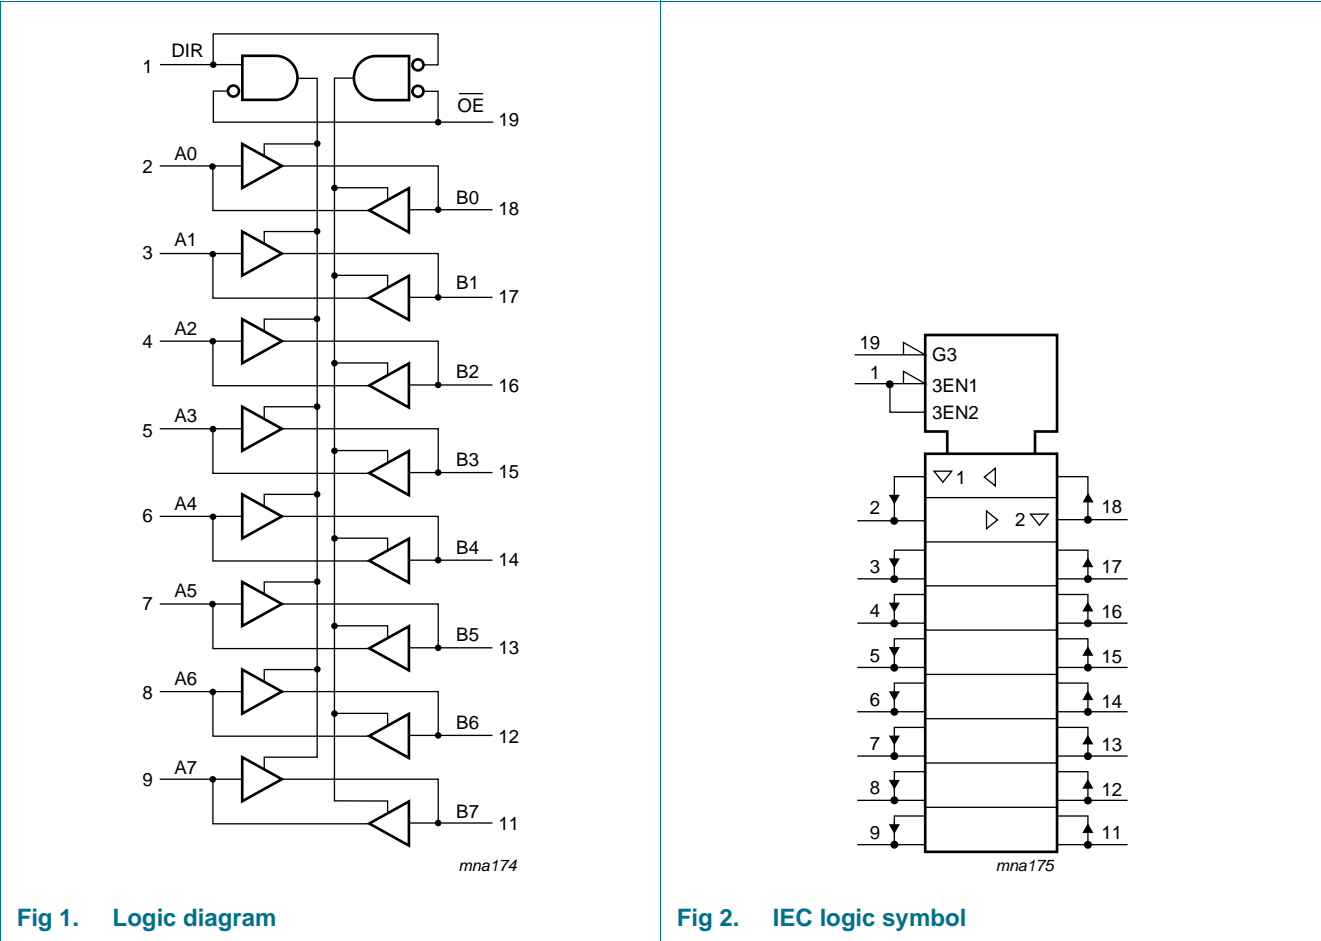 DIR
1
OE
19
A0
2
B0
18
A1
3
B1
17
A2
4
B2
16
A3
5
B3
15
A4
6
B4
14
A5
7
B5
13
A6
8
B6
12
A7
9
B7
11
mna174
Fig 1. Logic diagram
19
G3
1
3EN1
3EN2
1
2
18
2
3
17
4
16
5
15
6
14
7
13
8
12
9
11
mna175
Fig 2. IEC logic symbol